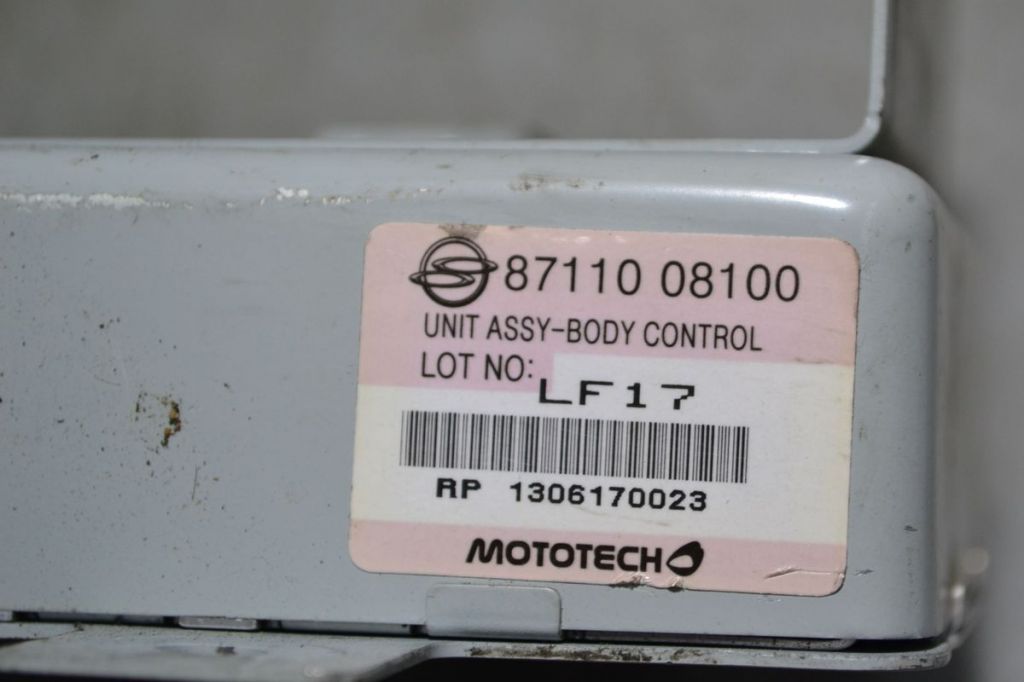 87110 08100
UNIT ASSY-BODY CONTROL
LOT NO: LF17
RP 1306170023
MOTOTECH